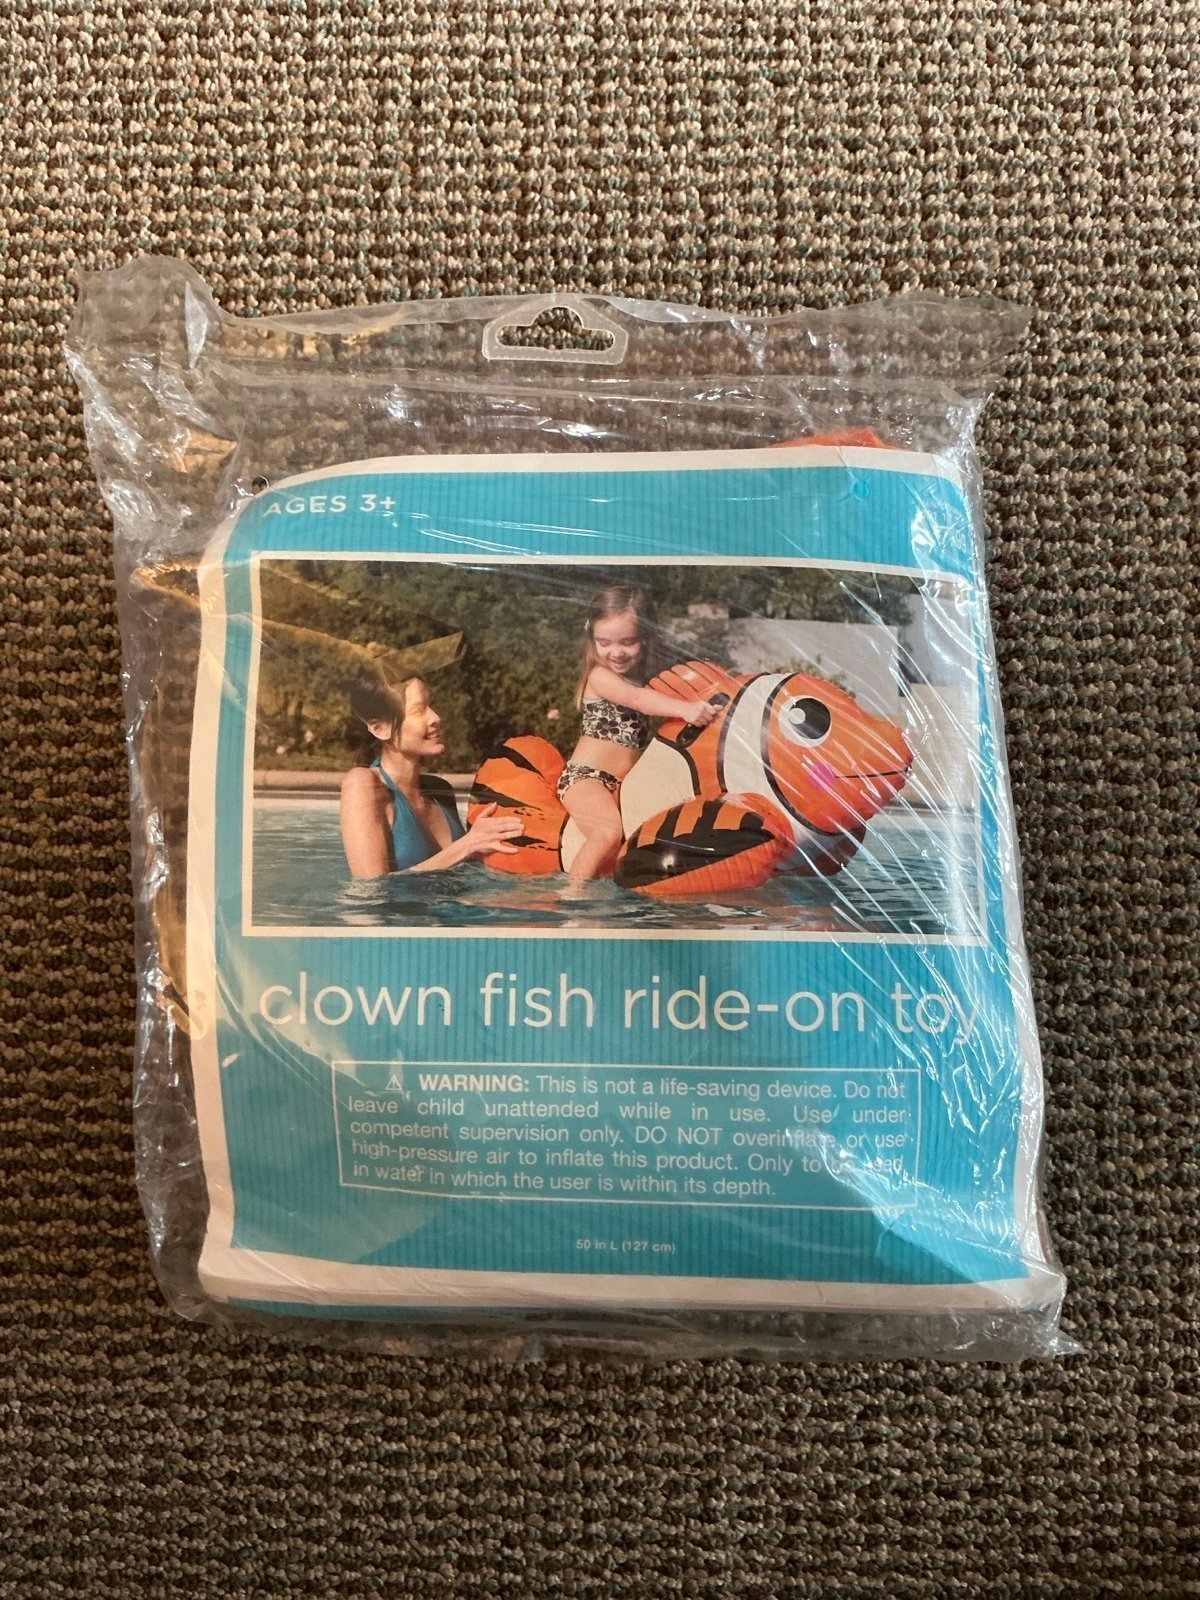 AGES 3+
clown fish ride-on toy
⚠ WARNING: This is not a life-saving device. Do not
leave child unattended while in use. Use under
competent supervision only. DO NOT overinflate or use
high-pressure air to inflate this product. Only to be used
in water in which the user is within its depth.
50 in L (127 cm)